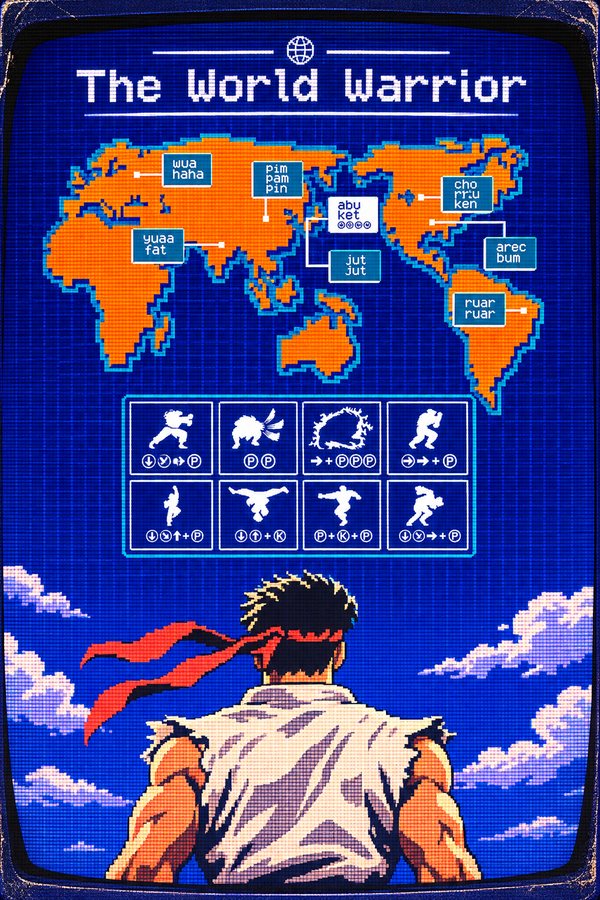 The World Warrior
wua
haha
pim
pam
pin
abu
ket
cho
rr:u
ken
yuaa
fat
jut
jut
arec
bum
ruar
ruar
P
P P
→ + P P P
→ → + P
↓ ↘ ↑ + P
↓ ↑ + K
P + K + P
→ + P